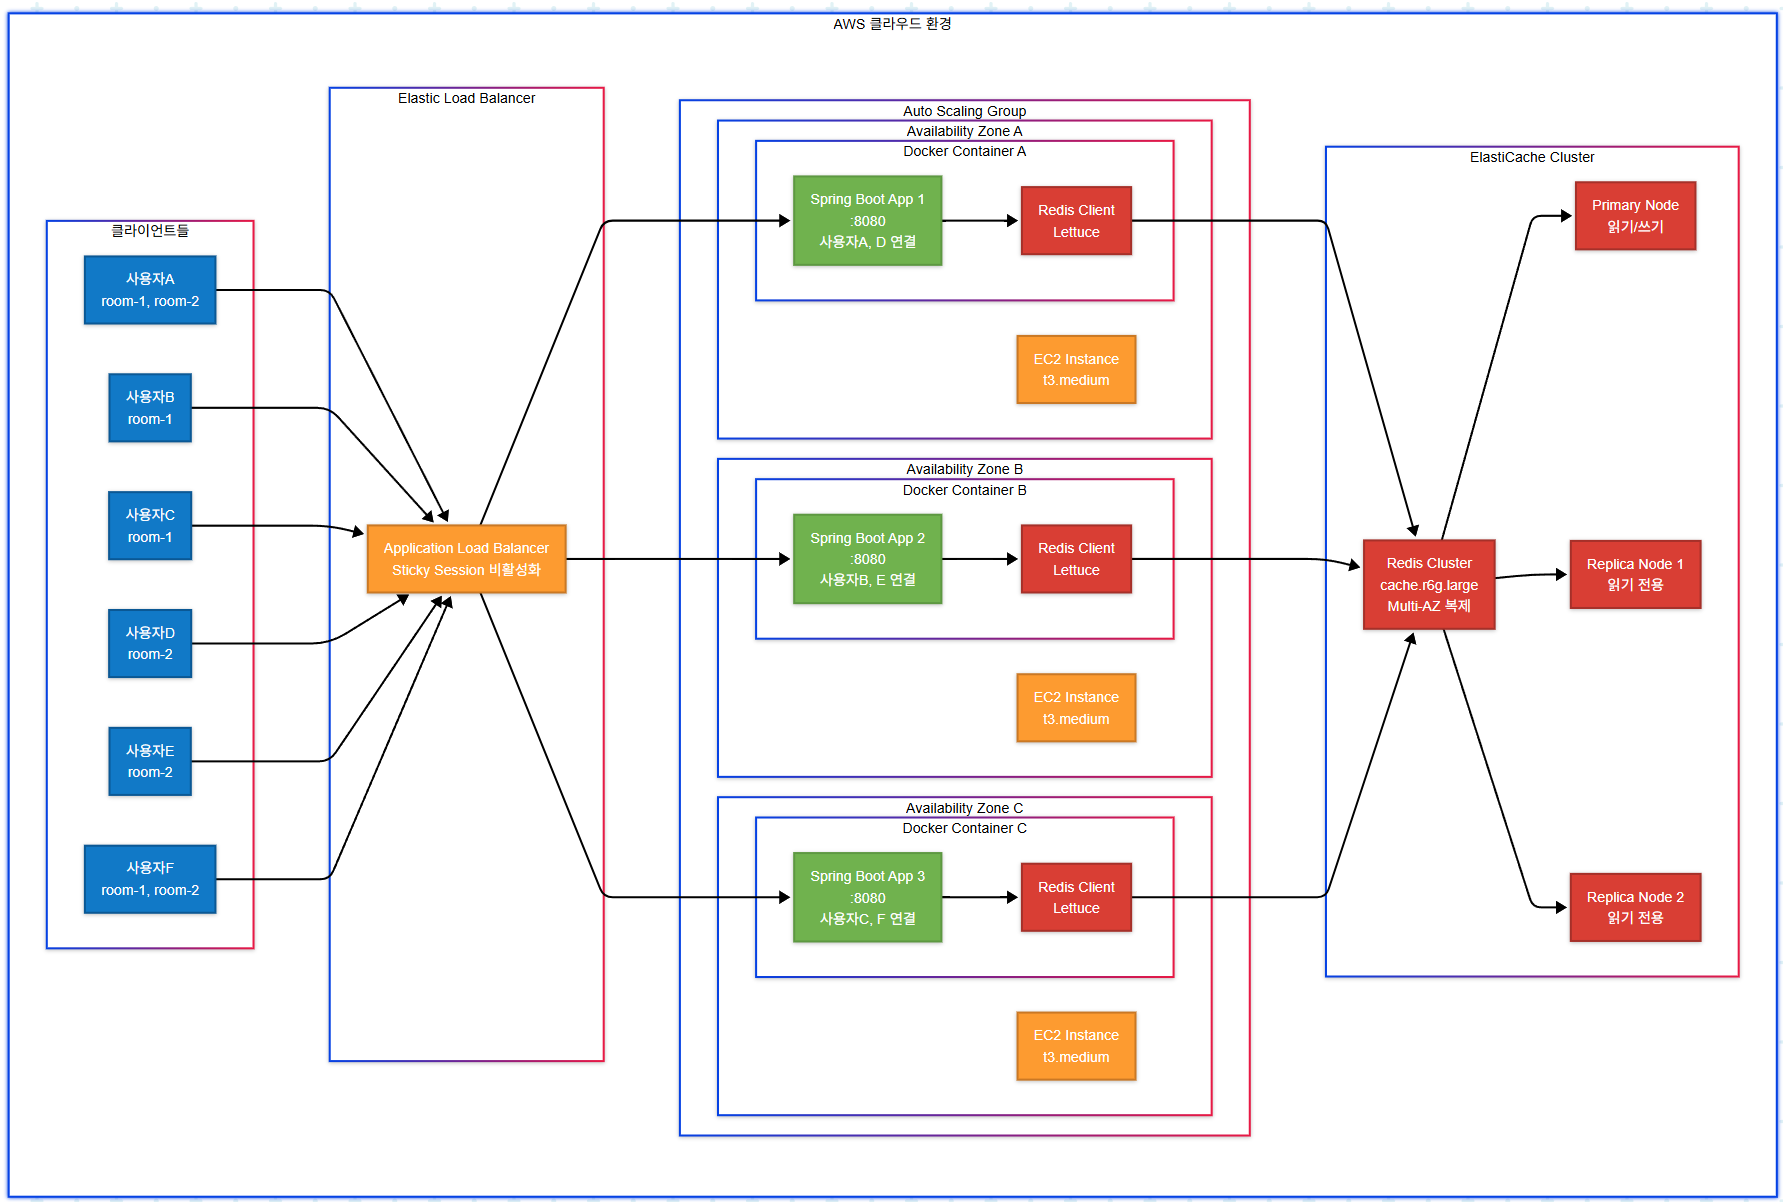 AWS 클라우드 환경
클라이언트들
사용자A
room-1, room-2
사용자B
room-1
사용자C
room-1
사용자D
room-2
사용자E
room-2
사용자F
room-1, room-2
Elastic Load Balancer
Application Load Balancer
Sticky Session 비활성화
Auto Scaling Group
Availability Zone A
Docker Container A
Spring Boot App 1
:8080
사용자A, D 연결
Redis Client
Lettuce
EC2 Instance
t3.medium
Availability Zone B
Docker Container B
Spring Boot App 2
:8080
사용자B, E 연결
Redis Client
Lettuce
EC2 Instance
t3.medium
Availability Zone C
Docker Container C
Spring Boot App 3
:8080
사용자C, F 연결
Redis Client
Lettuce
EC2 Instance
t3.medium
ElastiCache Cluster
Redis Cluster
cache.r6g.large
Multi-AZ 복제
Primary Node
읽기/쓰기
Replica Node 1
읽기 전용
Replica Node 2
읽기 전용